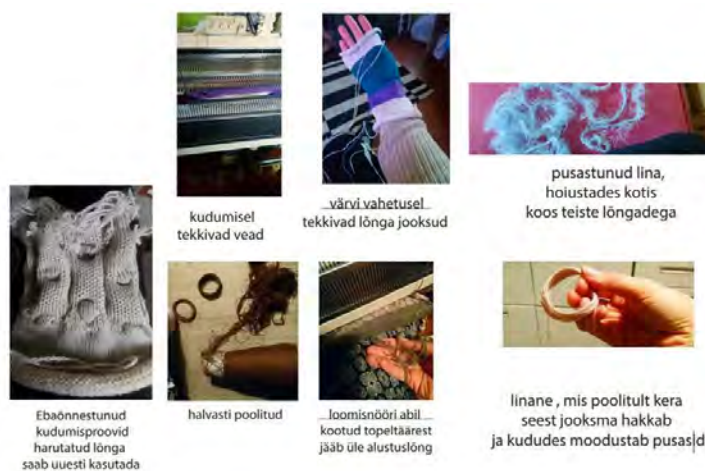 kudumisel
tekkivad vead
värvi vahetusel
tekkivad lõnga jooksud
pusastunud lina,
hoiustades kotis
koos teiste lõngadega
Ebaõnnestunud
kudumisproovid
harutatud lõnga
saab uuesti kasutada
halvasti poolitud
loomisnööri abil
kootud topeltäärest
jääb üle alustuslõng
linane , mis poolitult kera
seest jooksma hakkab
ja kududes moodustab pusasid